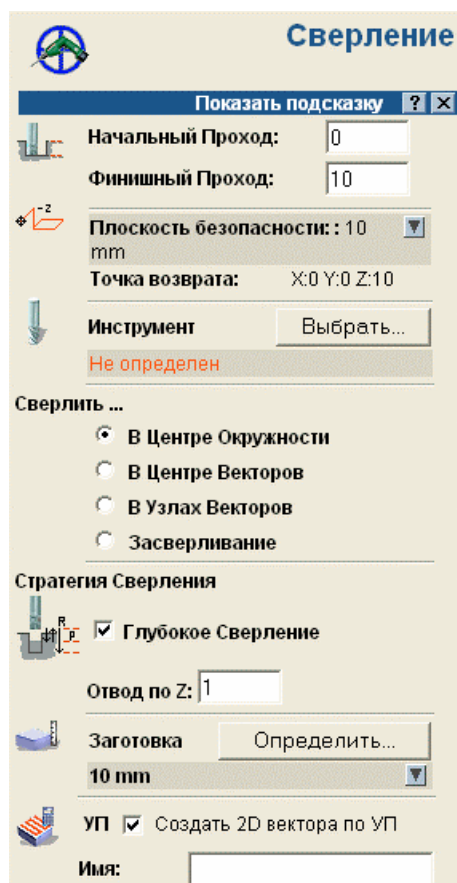 Сверление
Показать подсказку ? ×
Начальный Проход: 0
Финишный Проход: 10
-z
Плоскость безопасности: : 10
mm
Точка возврата: X:0 Y:0 Z:10
Инструмент Выбрать...
Не определен
Сверлить ...
В Центре Окружности
В Центре Векторов
В Узлах Векторов
Засверливание
Стратегия Сверления
R
P
Глубокое Сверление
Отвод по Z: 1
Заготовка Определить...
10 mm
УП Создать 2D вектора по УП
Имя: